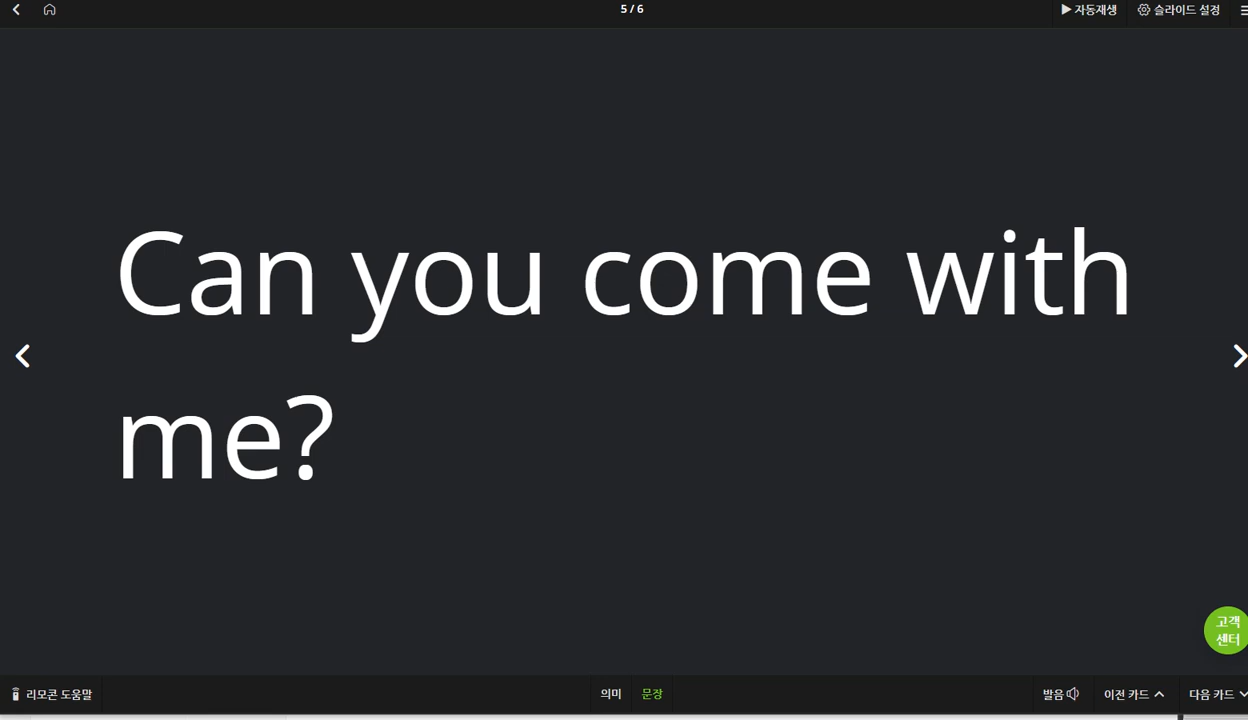 5 / 6
자동재생
슬라이드 설정
Can you come with
me?
고객
센터
리모콘 도움말
의미
문장
발음
이전 카드
다음 카드